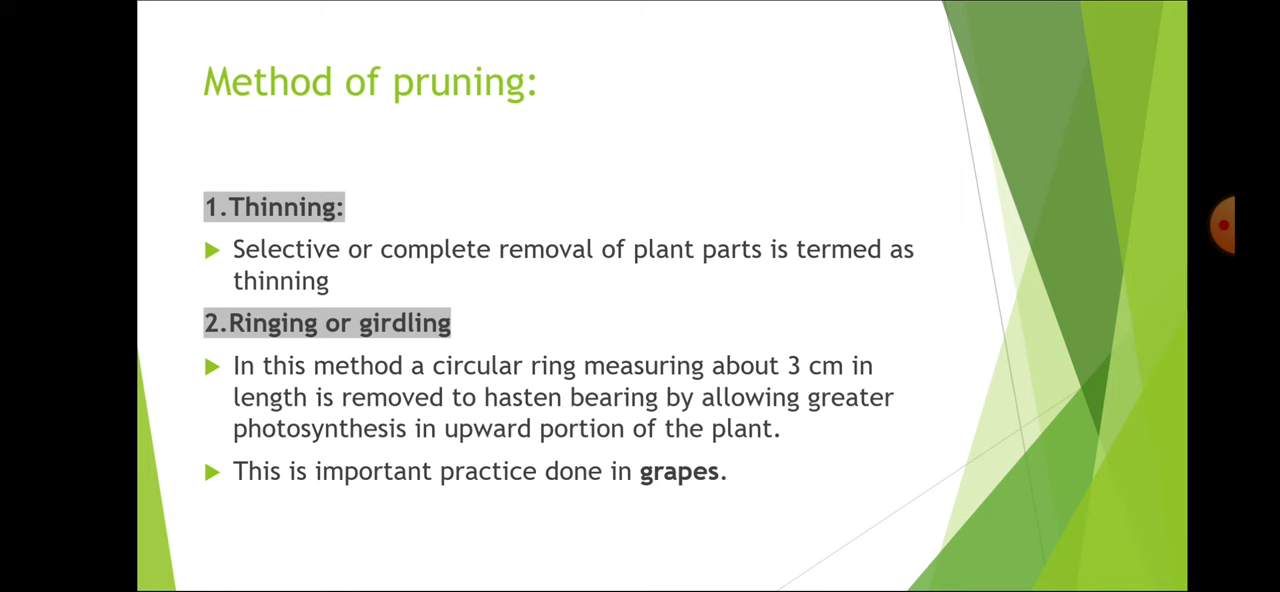 Method of pruning:
1.Thinning:
Selective or complete removal of plant parts is termed as
thinning
2.Ringing or girdling
In this method a circular ring measuring about 3 cm in
length is removed to hasten bearing by allowing greater
photosynthesis in upward portion of the plant.
This is important practice done in grapes.